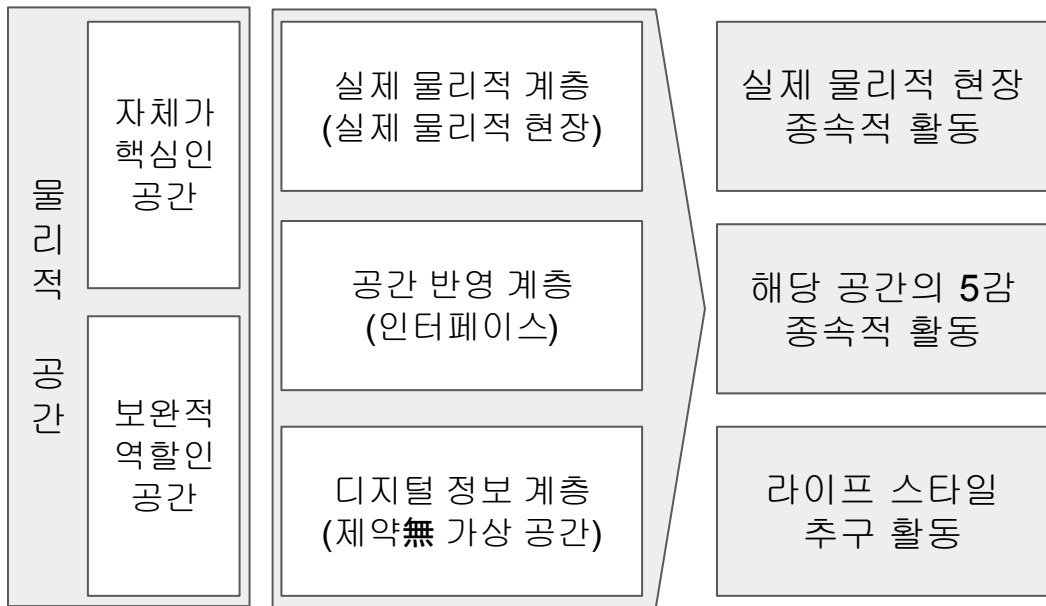 물리적 공간
자체가
핵심인
공간
보완적
역할인
공간
실제 물리적 계층
(실제 물리적 현장)
공간 반영 계층
(인터페이스)
디지털 정보 계층
(제약無 가상 공간)
실제 물리적 현장
종속적 활동
해당 공간의 5감
종속적 활동
라이프 스타일
추구 활동